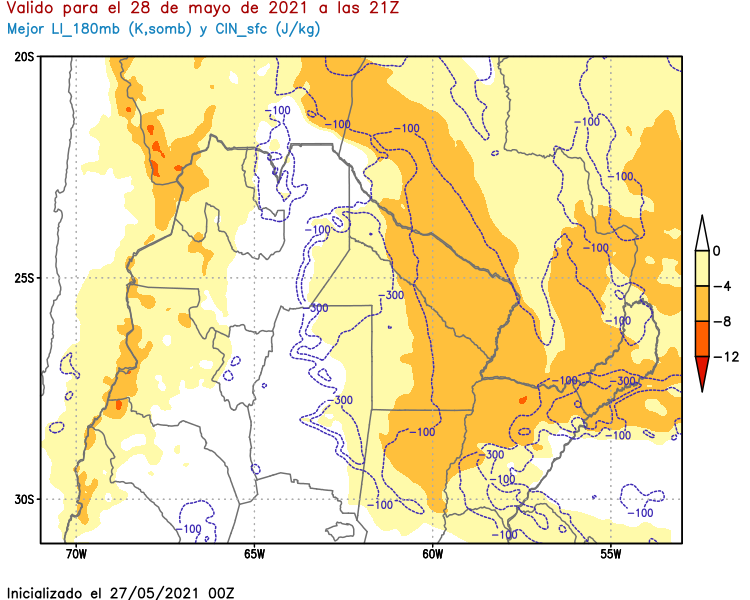 Valido para el 28 de mayo de 2021 a las 21Z
Mejor LI_180mb (K,somb) y CIN_sfc (J/kg)
20S
-100
-100
-100
-100
-100
-100
-100
0
25S
-4
-300
300
-100
-8
-12
-100
-300
-300
-100
-100
-300
-100
30S
-100
-100
-100
-100
70W
65W
60W
55W
Inicializado el 27/05/2021 00Z